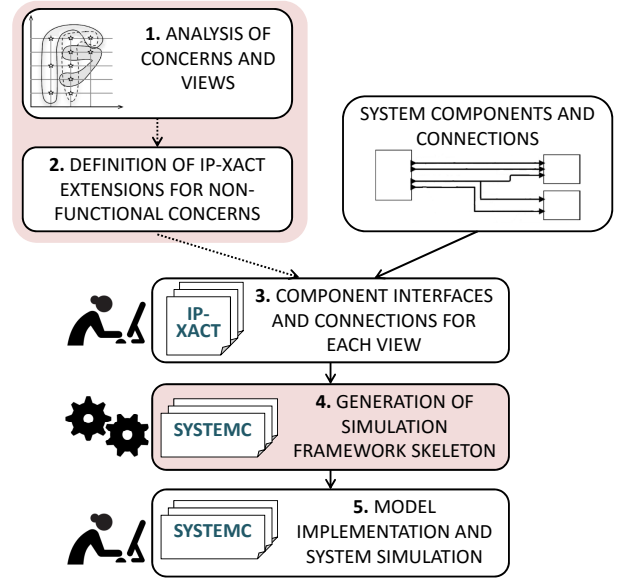 1. ANALYSIS OF
CONCERNS AND
VIEWS
2. DEFINITION OF IP-XACT
EXTENSIONS FOR NON-
FUNCTIONAL CONCERNS
SYSTEM COMPONENTS AND
CONNECTIONS
IP-
XACT
3. COMPONENT INTERFACES
AND CONNECTIONS FOR
EACH VIEW
SYSTEMC
4. GENERATION OF
SIMULATION
FRAMEWORK SKELETON
SYSTEMC
5. MODEL
IMPLEMENTATION AND
SYSTEM SIMULATION